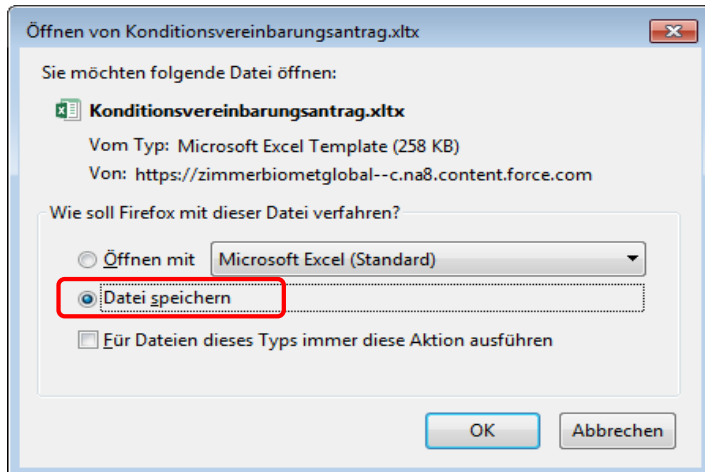 Öffnen von Konditionsvereinbarungsantrag.xltx
Sie möchten folgende Datei öffnen:
Konditionsvereinbarungsantrag.xltx
Vom Typ: Microsoft Excel Template (258 KB)
Von: https://zimmerbiometglobal--c.na8.content.force.com
Wie soll Firefox mit dieser Datei verfahren?
Öffnen mit Microsoft Excel (Standard)
Datei speichern
Für Dateien dieses Typs immer diese Aktion ausführen
OK Abbrechen